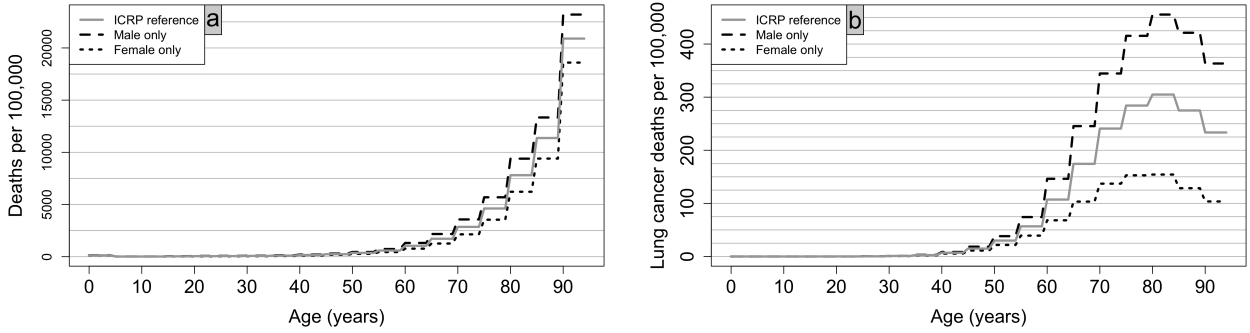 ICRP reference
Male only
Female only
a
Deaths per 100,000
0
5000
10000
15000
20000
0 10 20 30 40 50 60 70 80 90
Age (years)
ICRP reference
Male only
Female only
b
Lung cancer deaths per 100,000
0
100
200
300
400
0 10 20 30 40 50 60 70 80 90
Age (years)